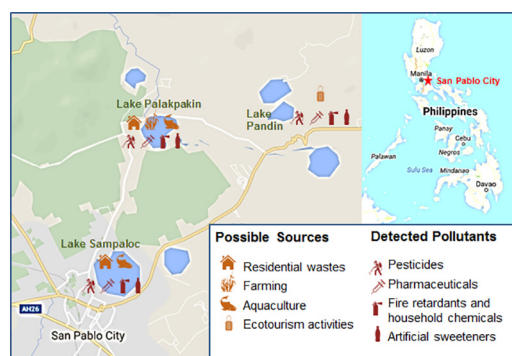 Lake Palakpakin
Lake
Pandin
Lake Sampaloc
AH26
San Pablo City
Luzon
Manila
San Pablo City
Philippines
Panay
Cebu
Negros
Palawan
Sulu Sea
Mindanao
Davao
Possible Sources
Residential wastes
Farming
Aquaculture
Ecotourism activities
Detected Pollutants
Pesticides
Pharmaceuticals
Fire retardants and
household chemicals
Artificial sweeteners